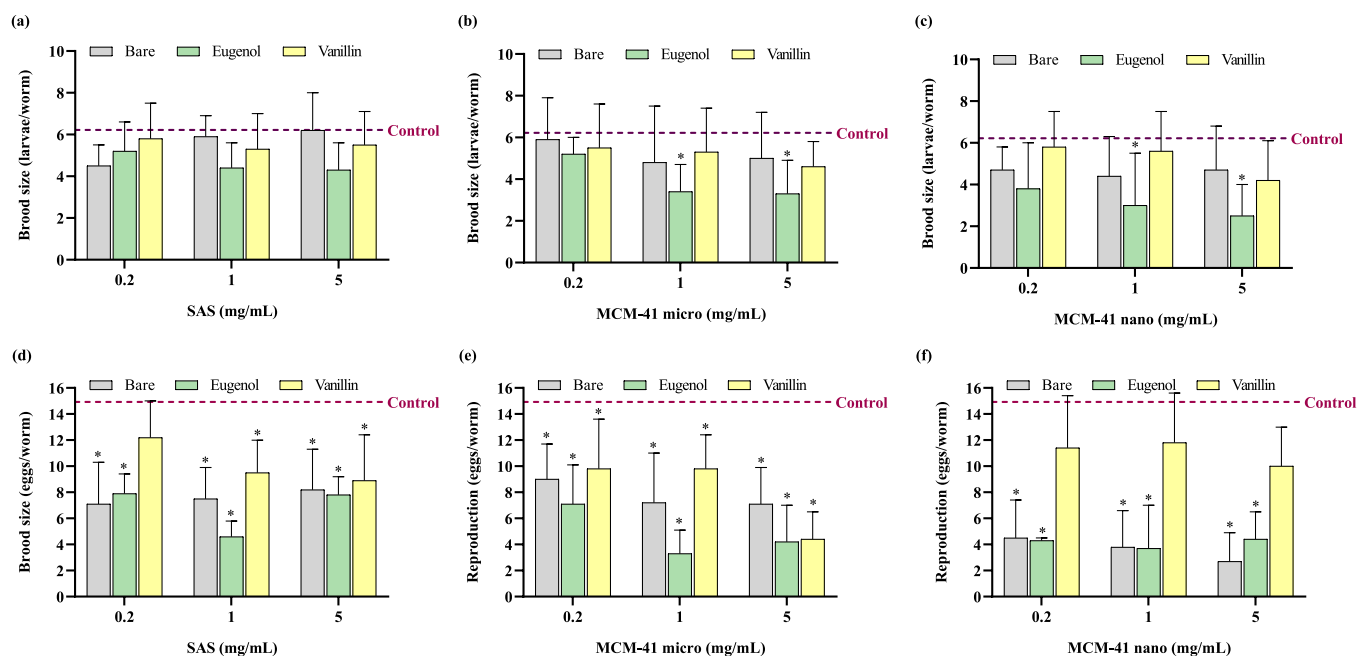 (a)
Bare Eugenol Vanillin
Brood size (larvae/worm)
10
8
6
4
2
0
Control
0.2 1 5
SAS (mg/mL)
(b)
Bare Eugenol Vanillin
Brood size (larvae/worm)
10
8
6
4
2
0
Control
* *
0.2 1 5
MCM-41 micro (mg/mL)
(c)
Bare Eugenol Vanillin
Brood size (larvae/worm)
10
8
6
4
2
0
Control
* *
0.2 1 5
MCM-41 nano (mg/mL)
(d)
Bare Eugenol Vanillin
Brood size (eggs/worm)
16
14
12
10
8
6
4
2
0
Control
* * * * * * * *
0.2 1 5
SAS (mg/mL)
(e)
Bare Eugenol Vanillin
Reproduction (eggs/worm)
16
14
12
10
8
6
4
2
0
Control
* * * * * * * * *
0.2 1 5
MCM-41 micro (mg/mL)
(f)
Bare Eugenol Vanillin
Reproduction (eggs/worm)
16
14
12
10
8
6
4
2
0
Control
* * * * * *
0.2 1 5
MCM-41 nano (mg/mL)